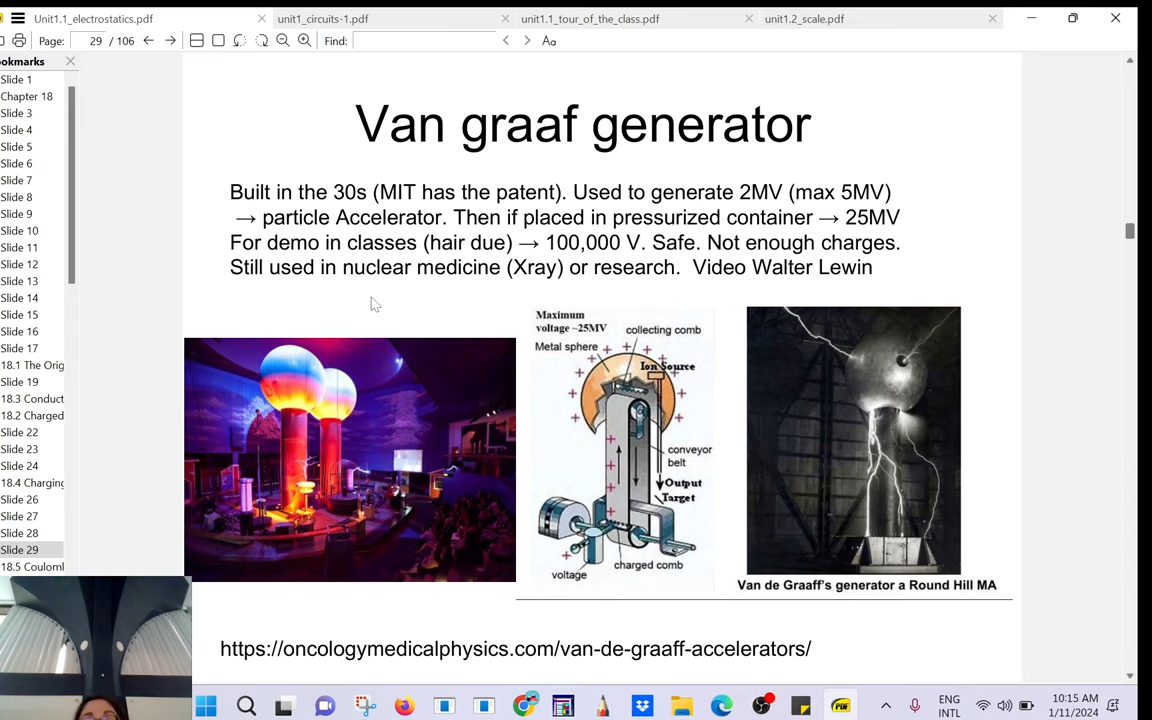 Unit1.1_electrostatics.pdf
unit1_circuits-1.pdf
unit1.1_tour_of_the_class.pdf
unit1.2_scale.pdf
Page: 29 / 106
Find:
Aa
ookmarks
Slide 1
Chapter 18
Slide 3
Slide 4
Slide 5
Slide 6
Slide 7
Slide 8
Slide 9
Slide 10
Slide 11
Slide 12
Slide 13
Slide 14
Slide 15
Slide 16
Slide 17
18.1 The Orig
Slide 19
18.3 Conduct
18.2 Charged
Slide 22
Slide 23
Slide 24
18.4 Charging
Slide 26
Slide 27
Slide 28
Slide 29
18.5 Coulom
Van graaf generator
Built in the 30s (MIT has the patent). Used to generate 2MV (max 5MV)
→ particle Accelerator. Then if placed in pressurized container → 25MV
For demo in classes (hair due) → 100,000 V. Safe. Not enough charges.
Still used in nuclear medicine (Xray) or research. Video Walter Lewin
Maximum
voltage ~25MV
collecting comb
Metal sphere
Ion Source
conveyor
belt
Output
Target
charged comb
voltage
Van de Graaff's generator a Round Hill MA
https://oncologymedicalphysics.com/van-de-graaff-accelerators/
PDF
ENG
INTL
10:15 AM
1/11/2024